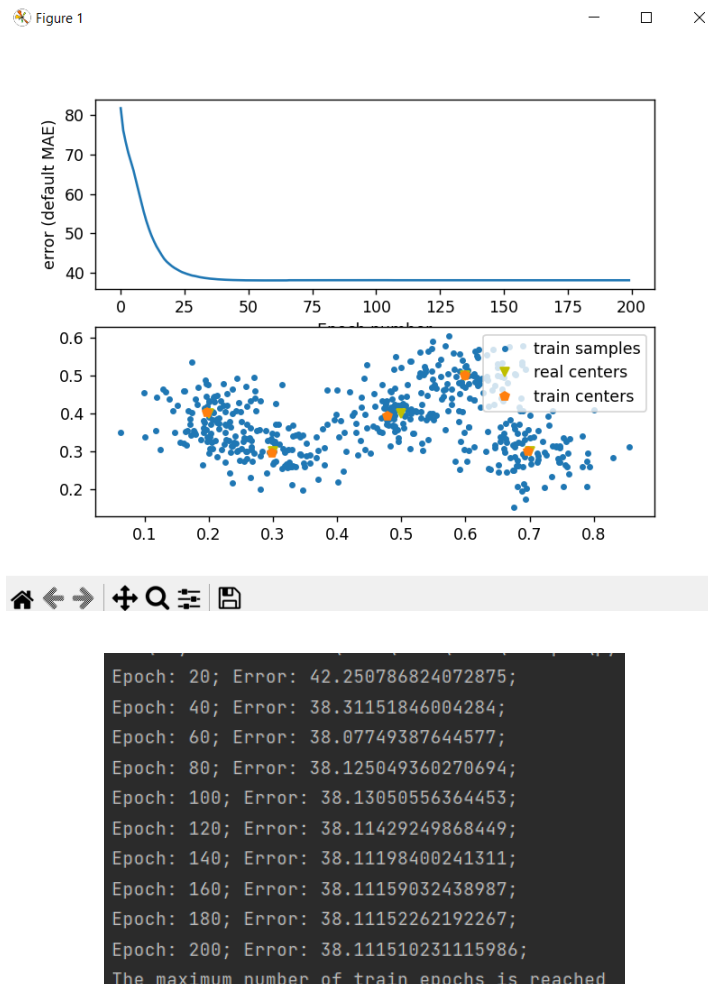 Figure 1
error (default MAE)
80
70
60
50
40
0 25 50 75 100 125 150 175 200
Epoch number
0.6
0.5
0.4
0.3
0.2
train samples
real centers
train centers
0.1 0.2 0.3 0.4 0.5 0.6 0.7 0.8
Epoch: 20; Error: 42.250786824072875;
Epoch: 40; Error: 38.31151846004284;
Epoch: 60; Error: 38.07749387644577;
Epoch: 80; Error: 38.125049360270694;
Epoch: 100; Error: 38.13050556364453;
Epoch: 120; Error: 38.11429249868449;
Epoch: 140; Error: 38.11198400241311;
Epoch: 160; Error: 38.11159032438987;
Epoch: 180; Error: 38.11152262192267;
Epoch: 200; Error: 38.111510231115986;
The maximum number of train epochs is reached